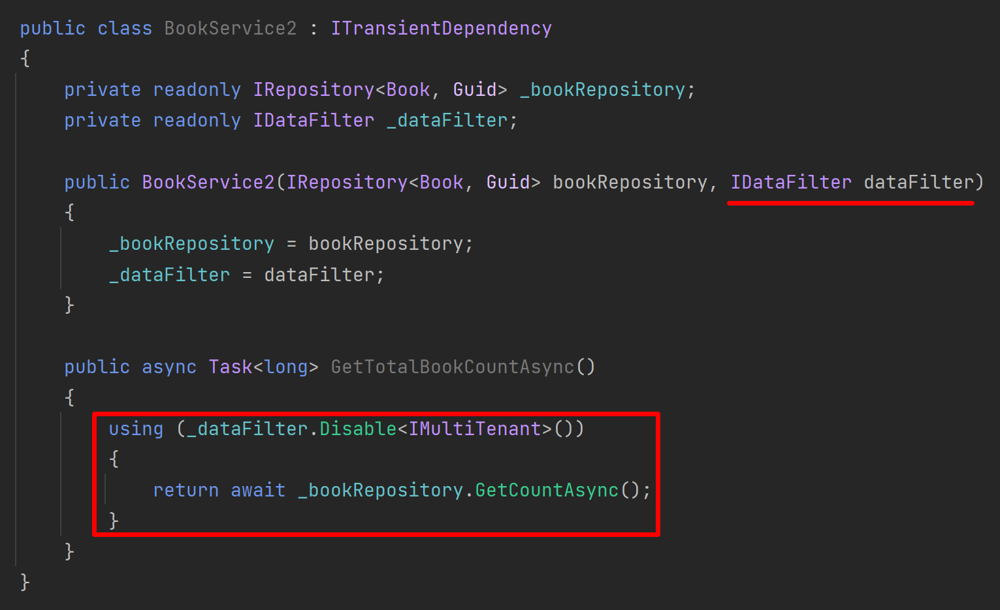 public class BookService2 : ITransientDependency
{
    private readonly IRepository<Book, Guid> _bookRepository;
    private readonly IDataFilter _dataFilter;

    public BookService2(IRepository<Book, Guid> bookRepository, IDataFilter dataFilter)
    {
        _bookRepository = bookRepository;
        _dataFilter = dataFilter;
    }

    public async Task<long> GetTotalBookCountAsync()
    {
        using (_dataFilter.Disable<IMultiTenant>())
        {
            return await _bookRepository.GetCountAsync();
        }
    }
}